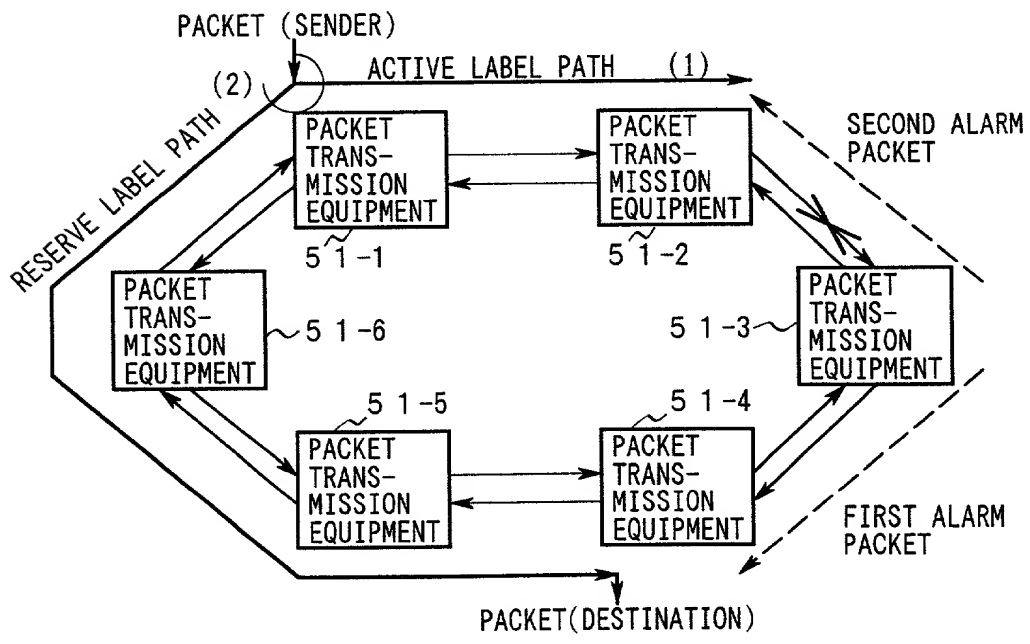 PACKET (SENDER)
(2)
ACTIVE LABEL PATH (1)
RESERVE LABEL PATH
PACKET
TRANS-
MISSION
EQUIPMENT
51-1
PACKET
TRANS-
MISSION
EQUIPMENT
51-2
SECOND ALARM
PACKET
PACKET
TRANS-
MISSION
EQUIPMENT
51-6
PACKET
TRANS-
MISSION
EQUIPMENT
51-3
PACKET
TRANS-
MISSION
EQUIPMENT
51-5
PACKET
TRANS-
MISSION
EQUIPMENT
51-4
FIRST ALARM
PACKET
PACKET(DESTINATION)